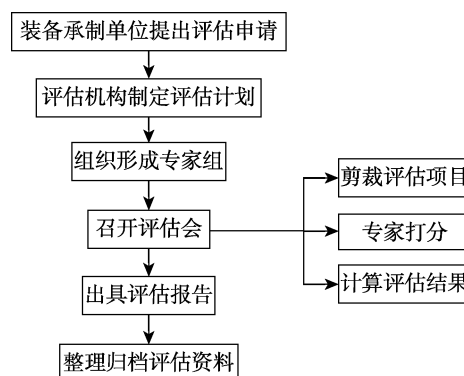 装备承制单位提出评估申请
评估机构制定评估计划
组织形成专家组
召开评估会
出具评估报告
整理归档评估资料
剪裁评估项目
专家打分
计算评估结果